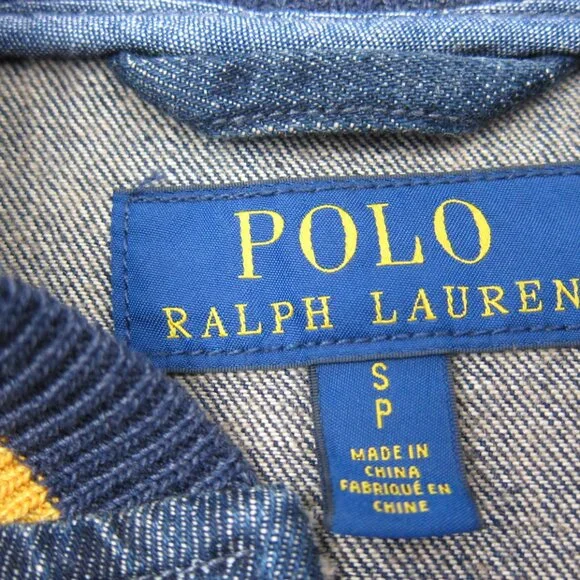 POLO
RALPH LAUREN
S
P
MADE IN
CHINA
FABRIQUÉ EN
CHINE